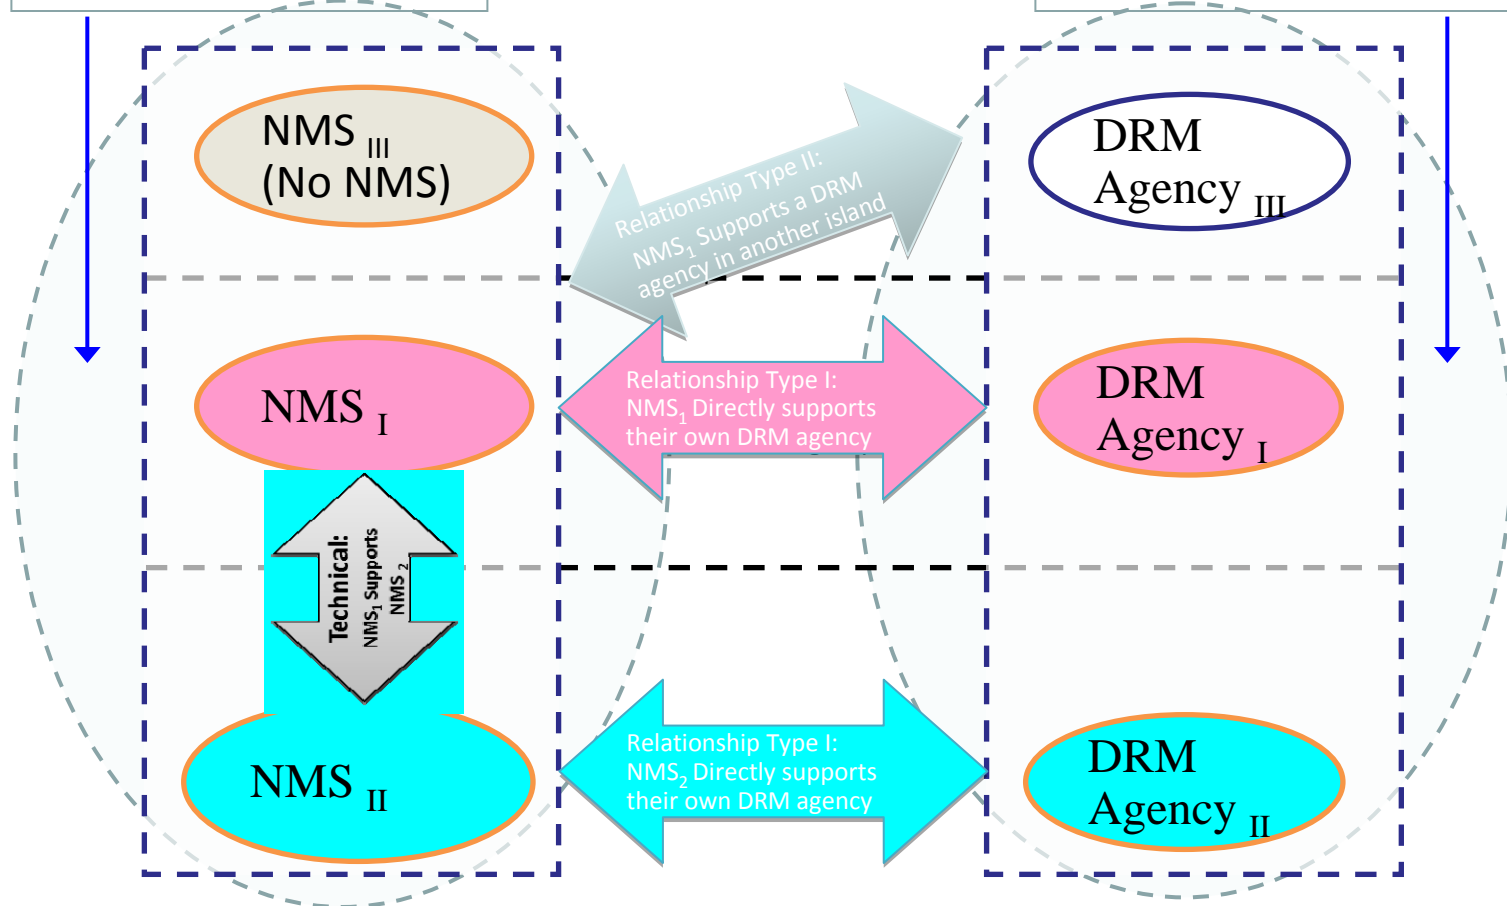 NMS III
(No NMS)
Relationship Type II:
NMS1 Supports a DRM
agency in another island
DRM
Agency III
NMS I
Relationship Type I:
NMS1 Directly supports
their own DRM agency
DRM
Agency I
Technical:
NMS1 Supports
NMS 2
NMS II
Relationship Type I:
NMS2 Directly supports
their own DRM agency
DRM
Agency II